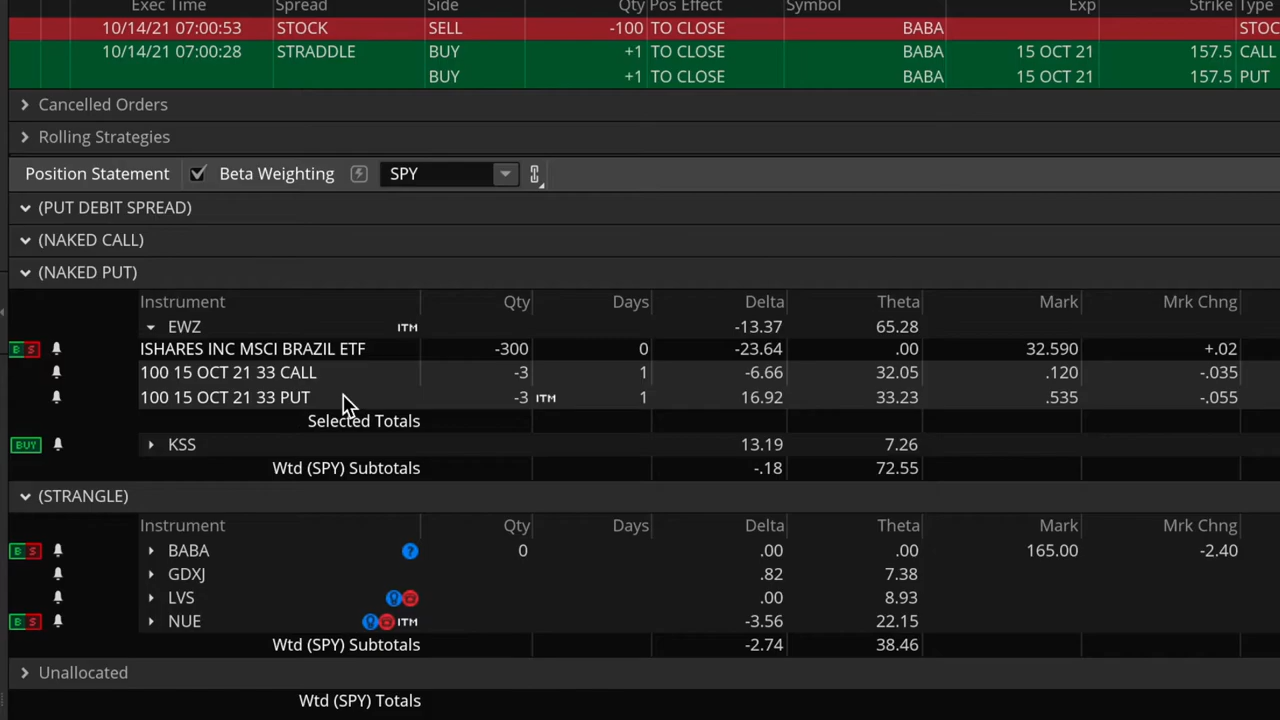 Exec Time Spread Side Qty Pos Effect Symbol Exp Strike Type
10/14/21 07:00:53 STOCK SELL -100 TO CLOSE BABA STOC
10/14/21 07:00:28 STRADDLE BUY +1 TO CLOSE BABA 15 OCT 21 157.5 CALL
BUY +1 TO CLOSE BABA 15 OCT 21 157.5 PUT
Cancelled Orders
Rolling Strategies
Position Statement Beta Weighting SPY
(PUT DEBIT SPREAD)
(NAKED CALL)
(NAKED PUT)
Instrument Qty Days Delta Theta Mark Mrk Chng
EWZ ITM -13.37 65.28
B S ISHARES INC MSCI BRAZIL ETF -300 0 -23.64 .00 32.590 +.02
100 15 OCT 21 33 CALL -3 1 -6.66 32.05 .120 -.035
100 15 OCT 21 33 PUT -3 ITM 1 16.92 33.23 .535 -.055
Selected Totals
BUY KSS 13.19 7.26
Wtd (SPY) Subtotals -.18 72.55
(STRANGLE)
Instrument Qty Days Delta Theta Mark Mrk Chng
B S BABA ? 0 .00 .00 165.00 -2.40
GDXJ .82 7.38
LVS .00 8.93
B S NUE ITM -3.56 22.15
Wtd (SPY) Subtotals -2.74 38.46
Unallocated
Wtd (SPY) Totals